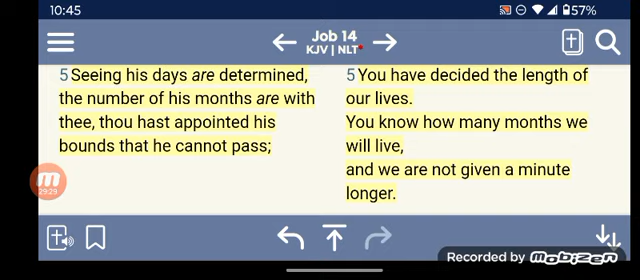 10:45
57%
Job 14
KJV | NLT
5 Seeing his days are determined,
the number of his months are with
thee, thou hast appointed his
bounds that he cannot pass;
5 You have decided the length of
our lives.
You know how many months we
will live,
and we are not given a minute
longer.
29:29
Recorded by Mobizen